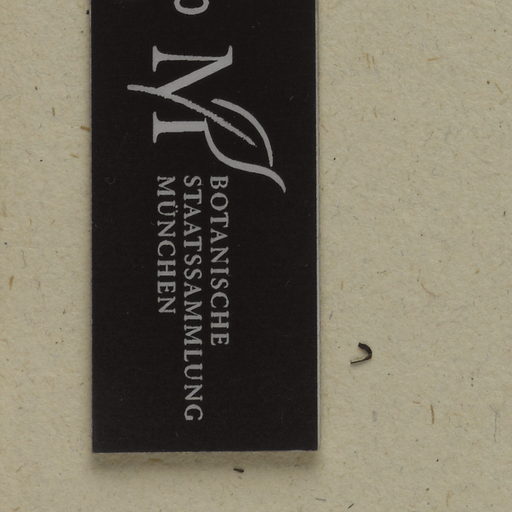 M
BOTANISCHE
STAATSSAMMLUNG
MÜNCHEN